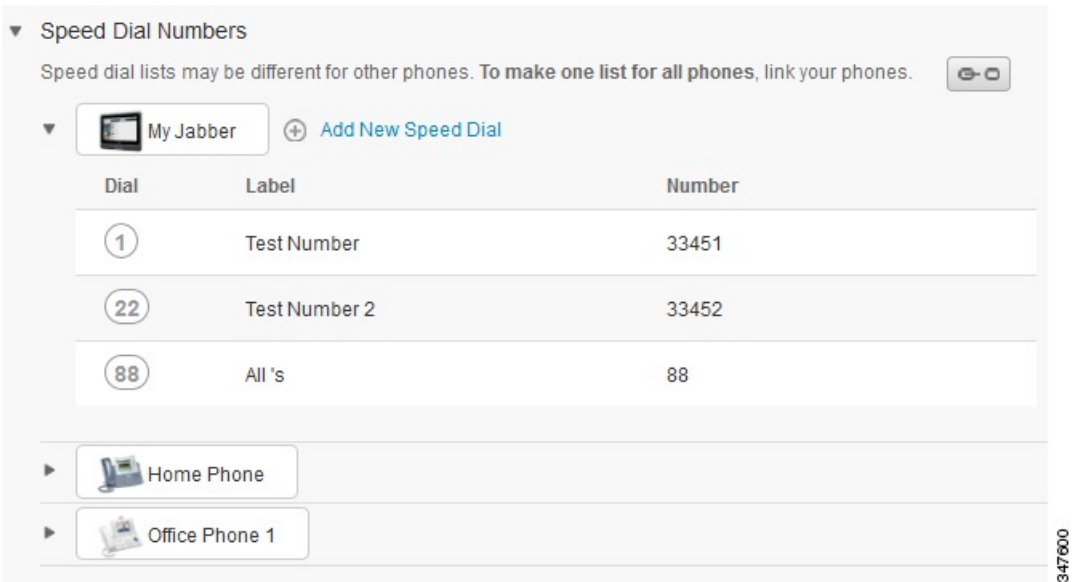 Speed Dial Numbers
Speed dial lists may be different for other phones. To make one list for all phones, link your phones.
My Jabber Add New Speed Dial
Dial Label Number
1 Test Number 33451
22 Test Number 2 33452
88 All 's 88
Home Phone
Office Phone 1
347600